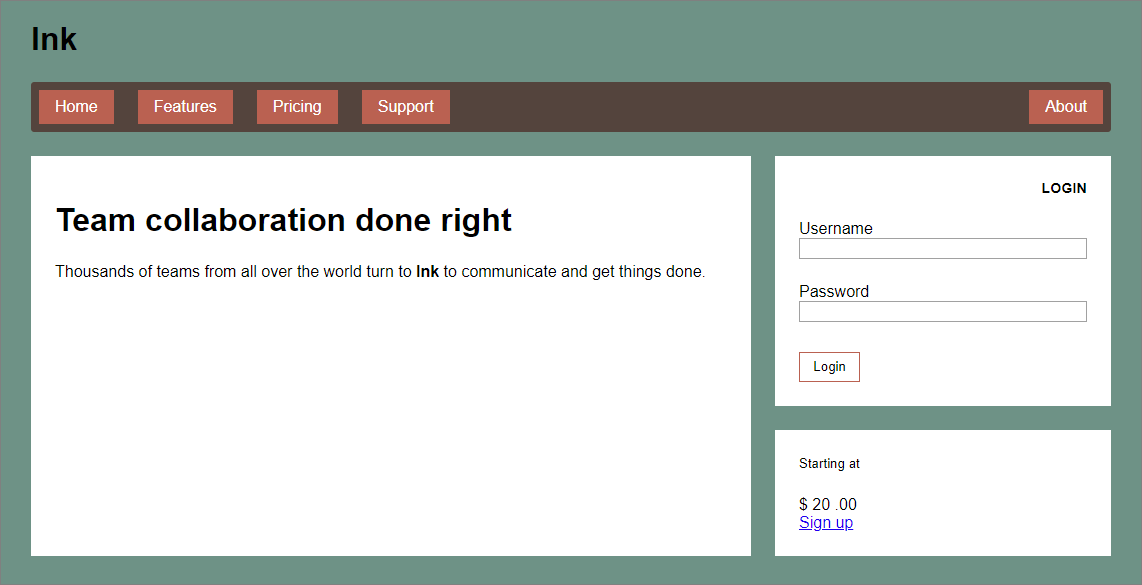 Ink
Home Features Pricing Support About
Team collaboration done right
Thousands of teams from all over the world turn to Ink to communicate and get things done.
LOGIN
Username
Password
Login
Starting at
$ 20 .00
Sign up